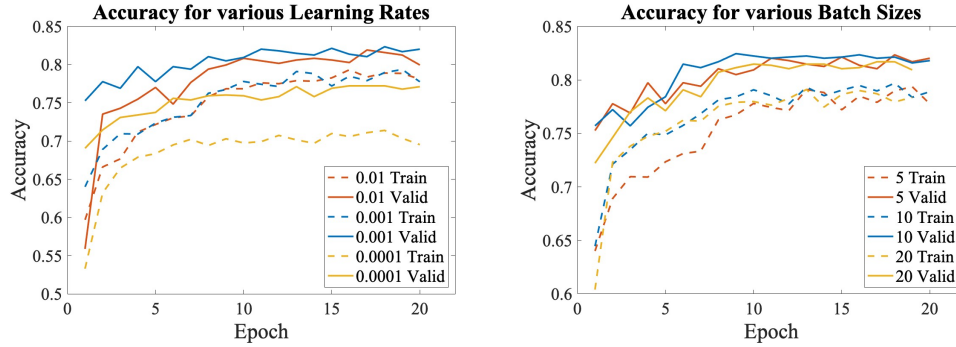 Accuracy for various Learning Rates
0.85
0.8
0.75
0.7
0.65
0.6
0.55
0.5
Accuracy
0
5
10
15
20
Epoch
0.01 Train
0.01 Valid
0.001 Train
0.001 Valid
0.0001 Train
0.0001 Valid
Accuracy for various Batch Sizes
0.85
0.8
0.75
0.7
0.65
0.6
Accuracy
0
5
10
15
20
Epoch
5 Train
5 Valid
10 Train
10 Valid
20 Train
20 Valid